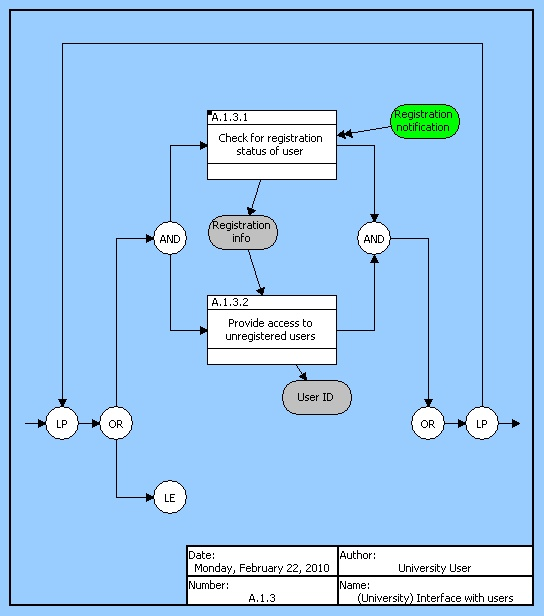 A.1.3.1
Check for registration
status of user
Registration
notification
AND
Registration
info
AND
A.1.3.2
Provide access to
unregistered users
User ID
LP
OR
OR
LP
LE
Date:
Monday, February 22, 2010
Author:
University User
Number:
A.1.3
Name:
(University) Interface with users